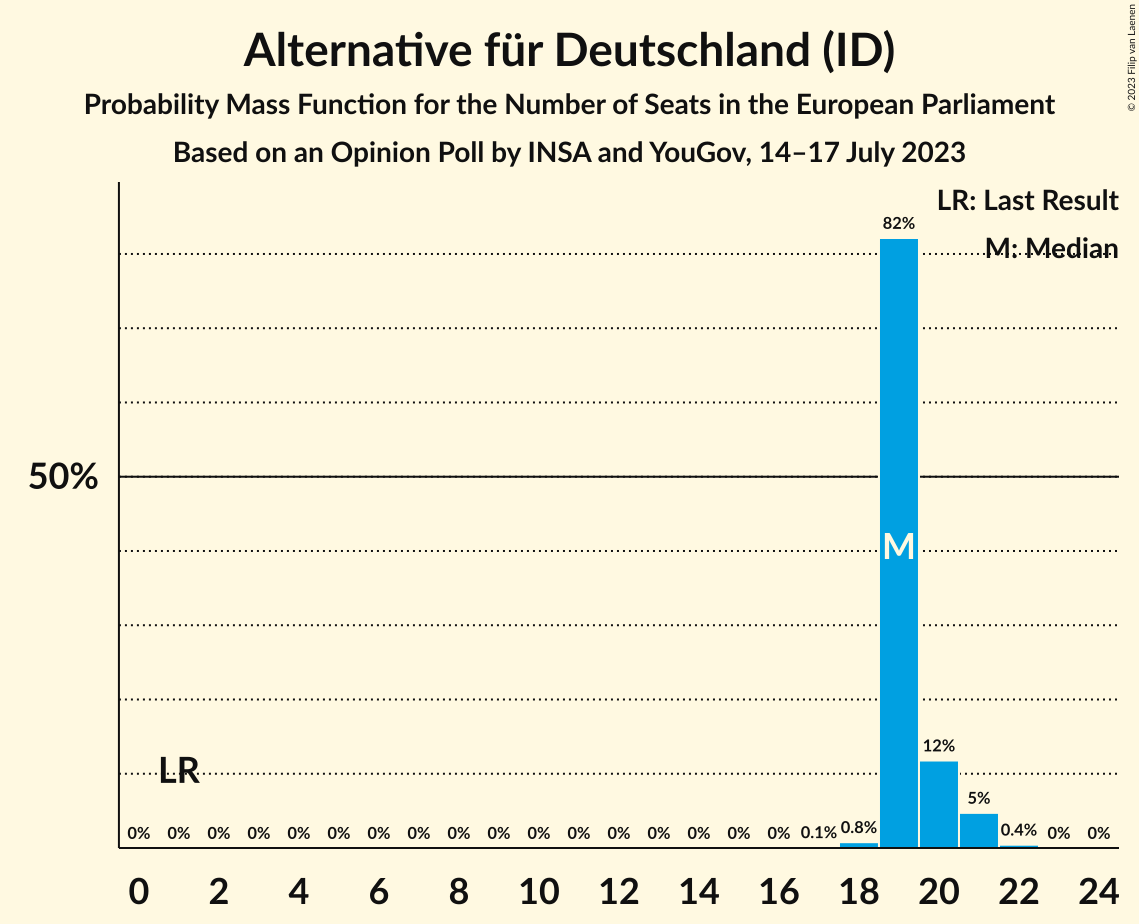 Alternative für Deutschland (ID)
Probability Mass Function for the Number of Seats in the European Parliament
Based on an Opinion Poll by INSA and YouGov, 14–17 July 2023
© 2023 Filip van Laenen
LR: Last Result
M: Median
82%
50%
M
12%
LR
5%
0% 0% 0% 0% 0% 0% 0% 0% 0% 0% 0% 0% 0% 0% 0% 0% 0% 0.1% 0.8% 0.4% 0% 0%
0 2 4 6 8 10 12 14 16 18 20 22 24